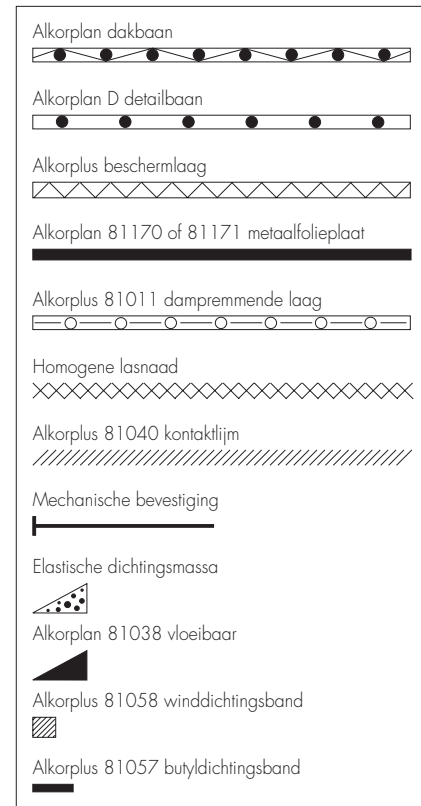 Alkorplan dakbaan
Alkorplan D detailbaan
Alkorplus beschermlaag
Alkorplan 81170 of 81171 metaalfolieplaat
Alkorplus 81011 dampremmende laag
Homogene lasnaad
Alkorplus 81040 kontaktlijm
Mechanische bevestiging
Elastische dichtingsmassa
Alkorplan 81038 vloeibaar
Alkorplus 81058 winddichtingsband
Alkorplus 81057 butyldichtingsband